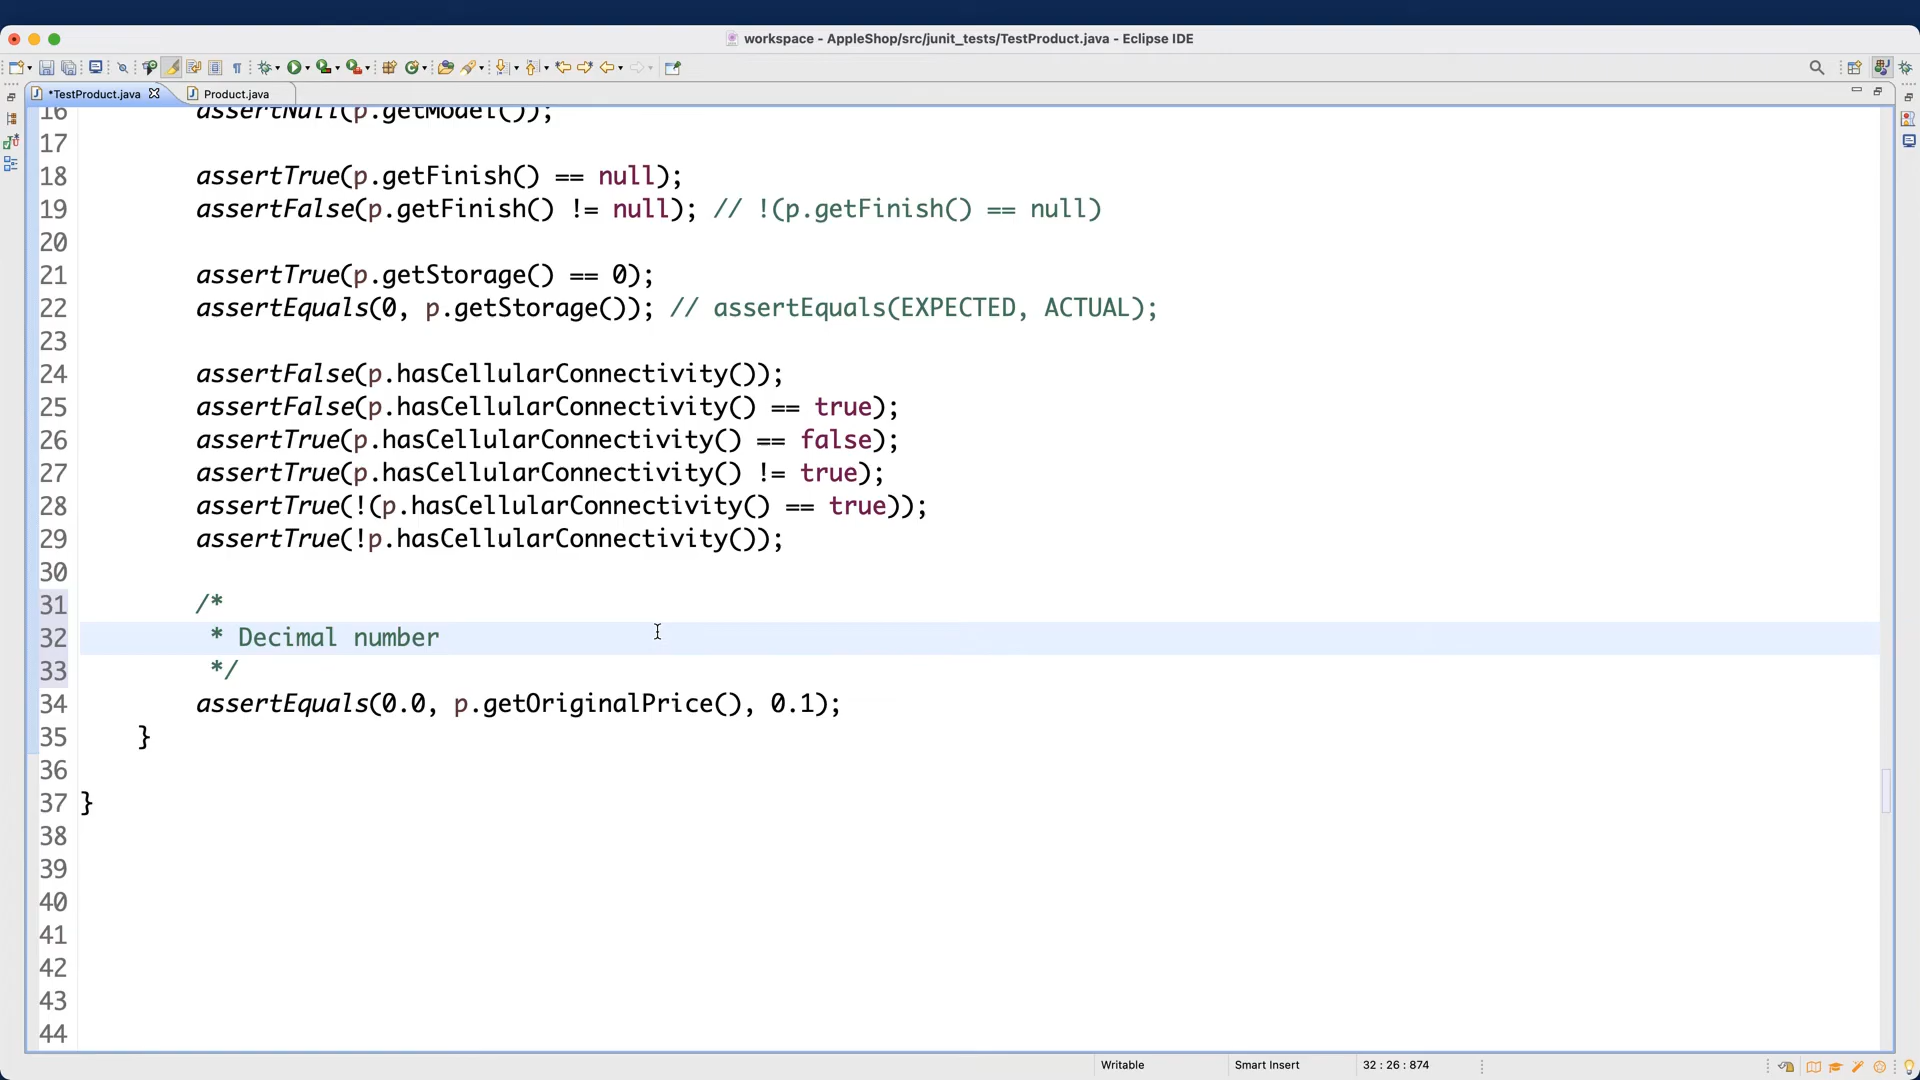 workspace - AppleShop/src/junit_tests/TestProduct.java - Eclipse IDE
*TestProduct.java
Product.java
16 assertNull(p.getModel());
17
18 assertTrue(p.getFinish() == null);
19 assertFalse(p.getFinish() != null); // !(p.getFinish() == null)
20
21 assertTrue(p.getStorage() == 0);
22 assertEquals(0, p.getStorage()); // assertEquals(EXPECTED, ACTUAL);
23
24 assertFalse(p.hasCellularConnectivity());
25 assertFalse(p.hasCellularConnectivity() == true);
26 assertTrue(p.hasCellularConnectivity() == false);
27 assertTrue(p.hasCellularConnectivity() != true);
28 assertTrue(!(p.hasCellularConnectivity() == true));
29 assertTrue(!p.hasCellularConnectivity());
30
31 /*
32 * Decimal number
33 */
34 assertEquals(0.0, p.getOriginalPrice(), 0.1);
35 }
36
37 }
38
39
40
41
42
43
44
Writable
Smart Insert
32 : 26 : 874